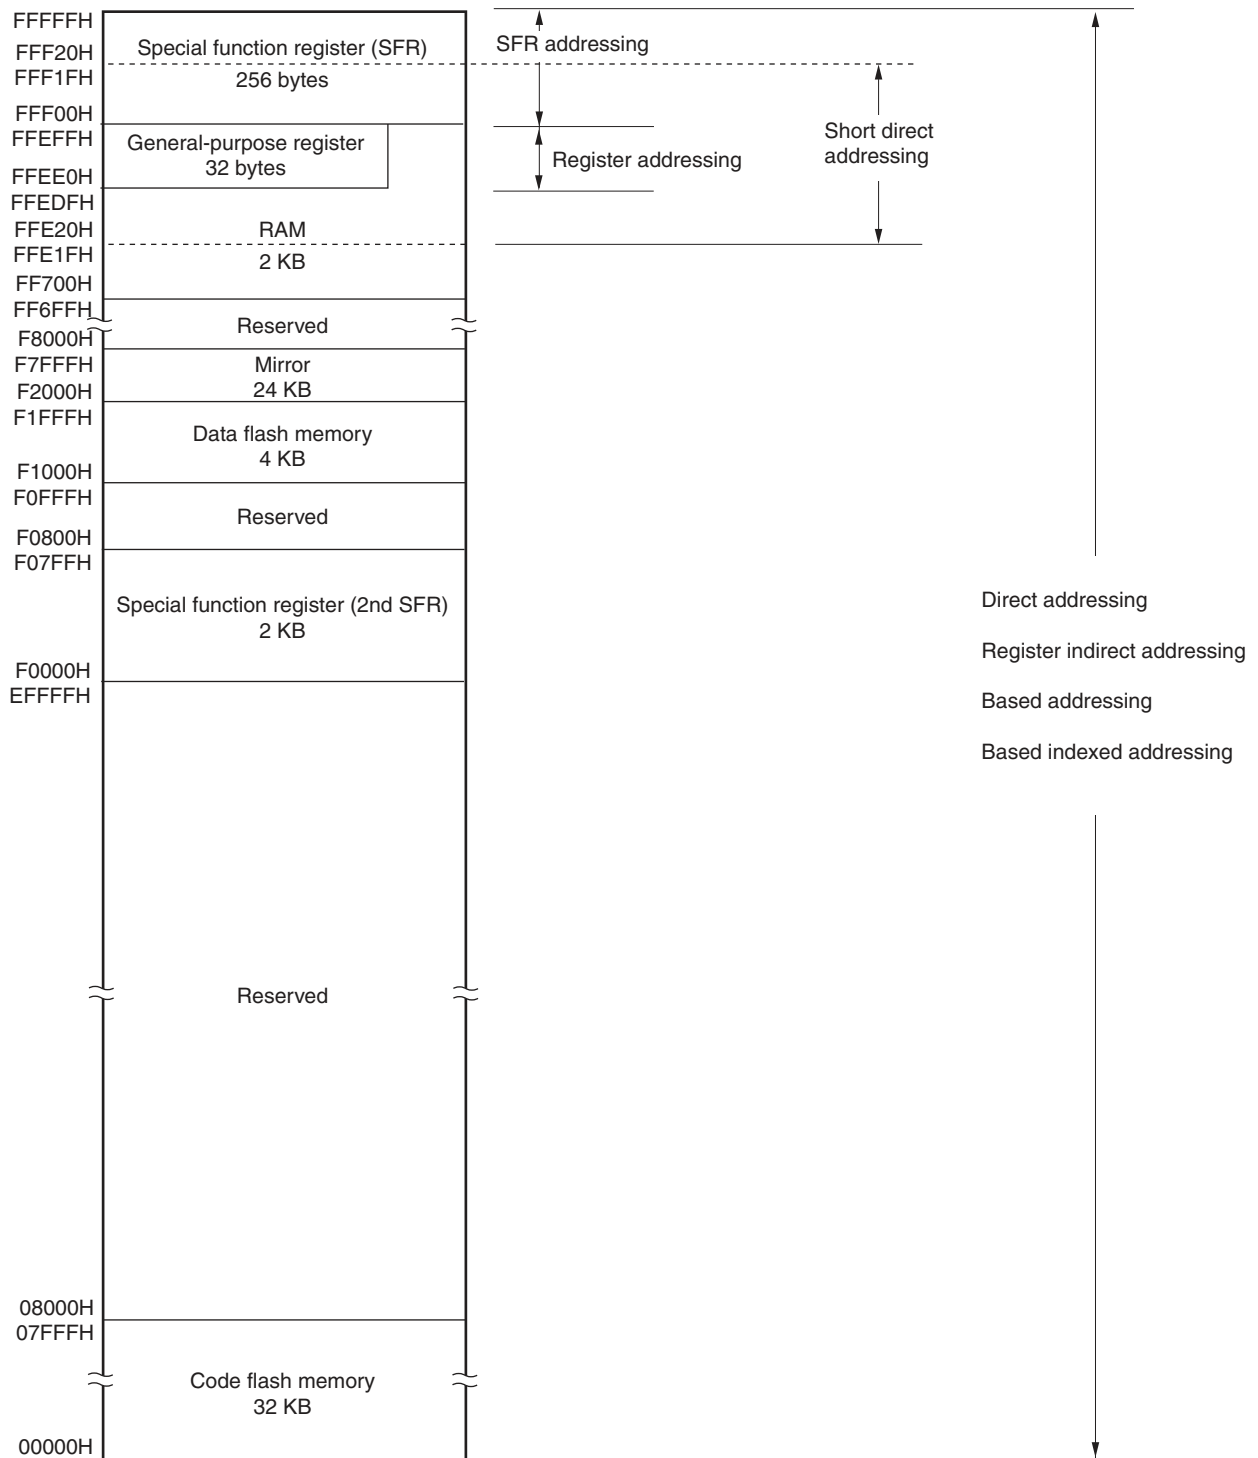 FFFFFH
FFF20H
FFF1FH
FFF00H
FFEFFH
FFEE0H
FFEDFH
FFE20H
FFE1FH
FF700H
FF6FFH
F8000H
F7FFFH
F2000H
F1FFFH
F1000H
F0FFFH
F0800H
F07FFH
F0000H
EFFFFH
08000H
07FFFH
00000H
Special function register (SFR)
256 bytes
General-purpose register
32 bytes
RAM
2 KB
Reserved
Mirror
24 KB
Data flash memory
4 KB
Reserved
Special function register (2nd SFR)
2 KB
Reserved
Code flash memory
32 KB
SFR addressing
Register addressing
Short direct
addressing
Direct addressing
Register indirect addressing
Based addressing
Based indexed addressing